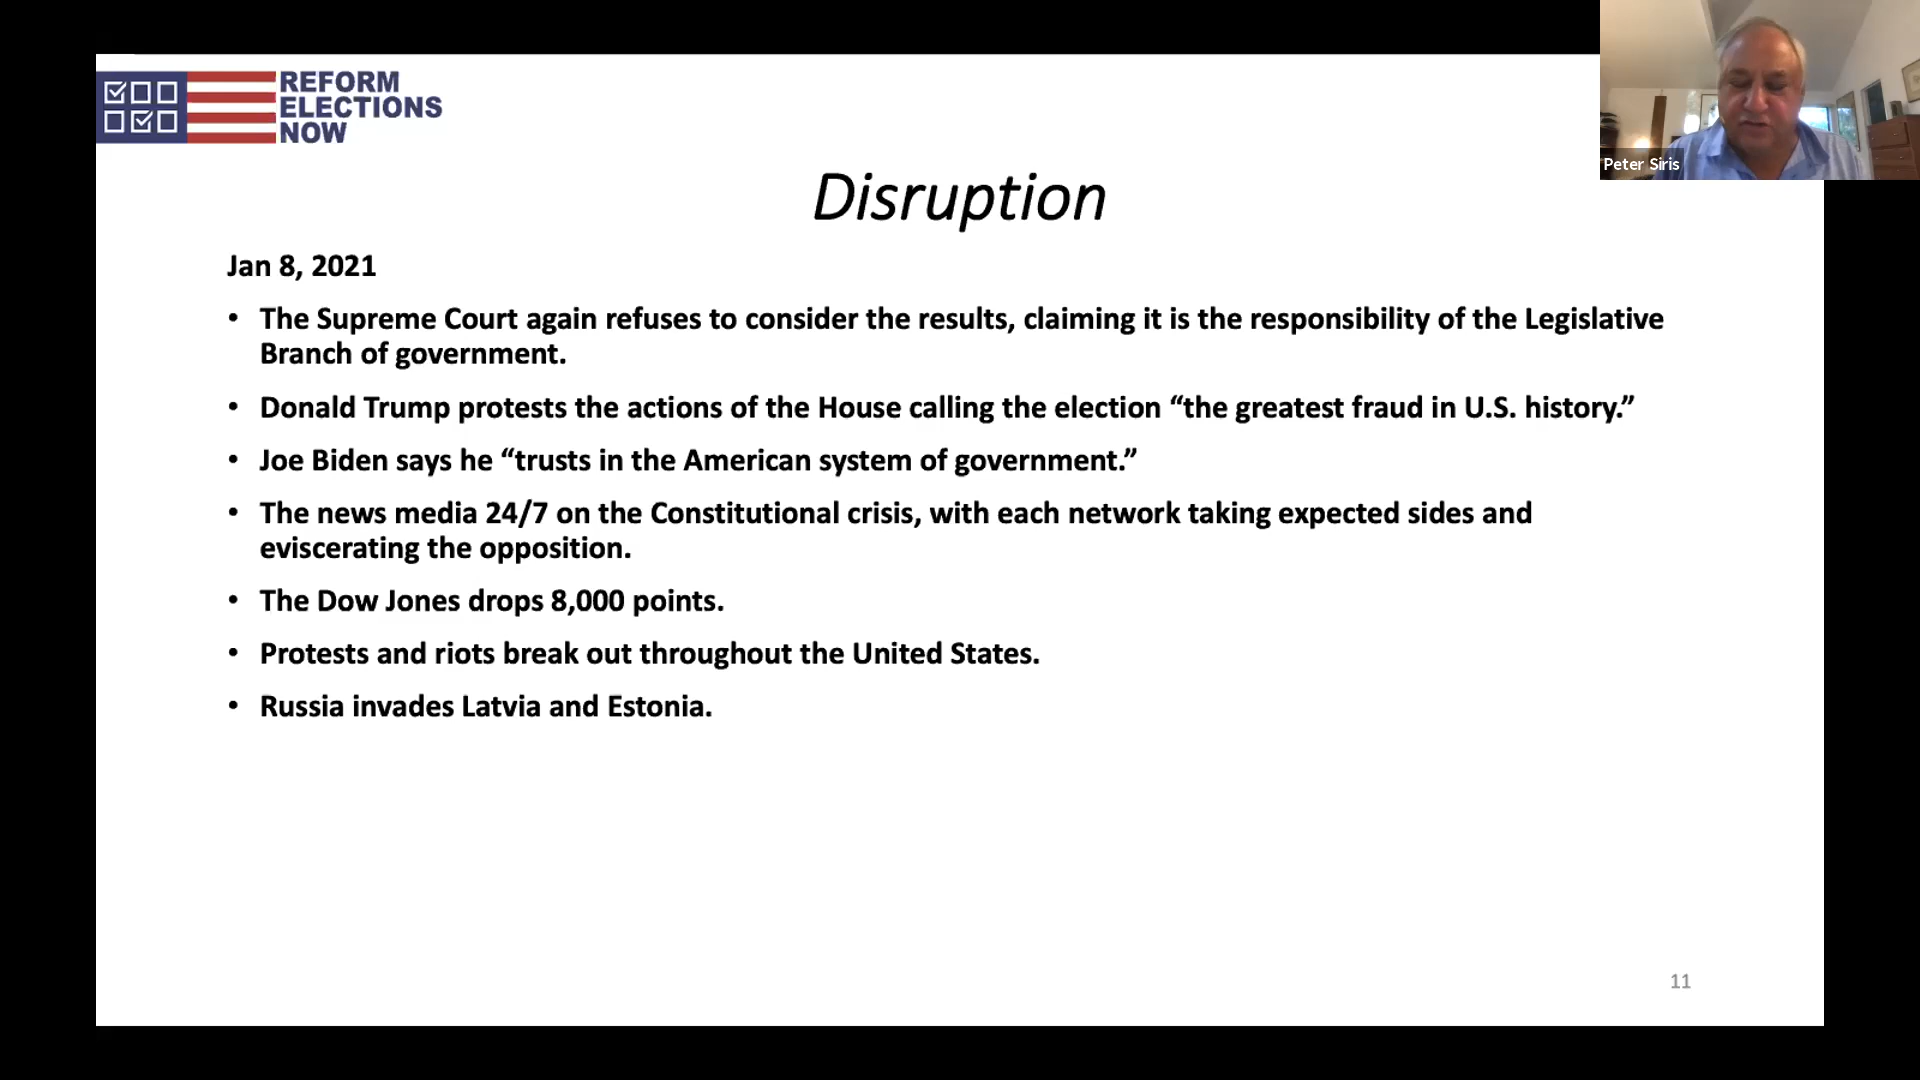 REFORM
ELECTIONS
NOW
Peter Siris
Disruption
Jan 8, 2021
• The Supreme Court again refuses to consider the results, claiming it is the responsibility of the Legislative
Branch of government.
• Donald Trump protests the actions of the House calling the election “the greatest fraud in U.S. history.”
• Joe Biden says he “trusts in the American system of government.”
• The news media 24/7 on the Constitutional crisis, with each network taking expected sides and
eviscerating the opposition.
• The Dow Jones drops 8,000 points.
• Protests and riots break out throughout the United States.
• Russia invades Latvia and Estonia.
11